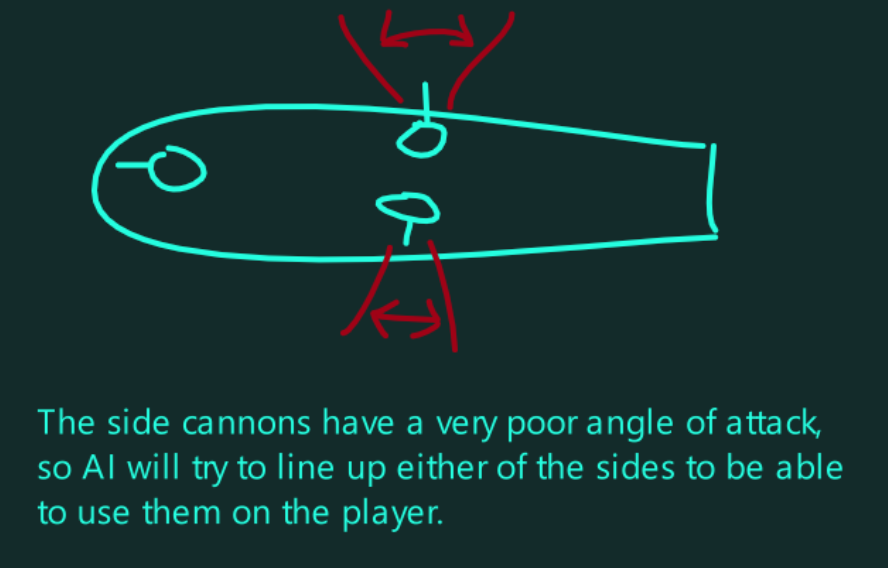 The side cannons have a very poor angle of attack,
so AI will try to line up either of the sides to be able
to use them on the player.